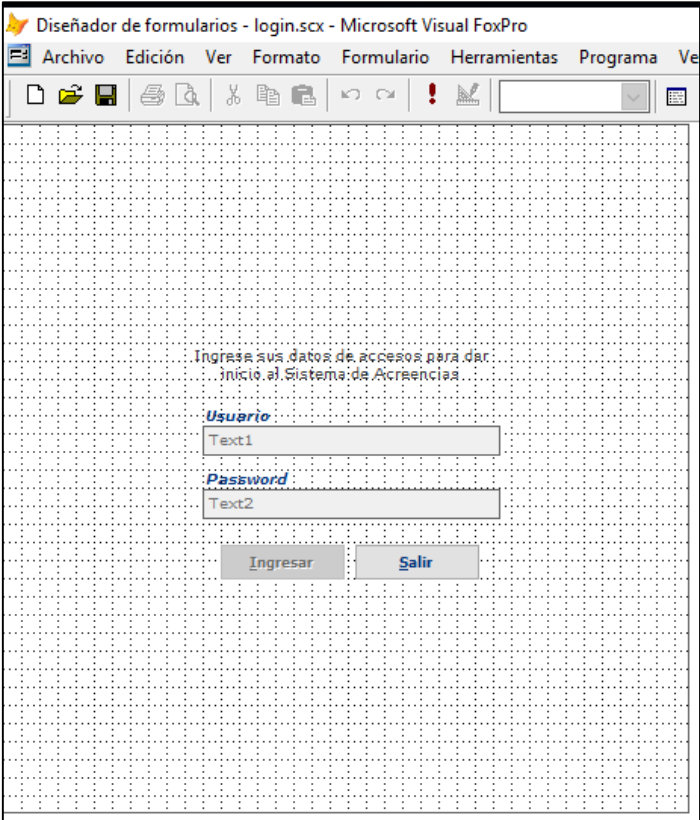 Diseñador de formularios - login.scx - Microsoft Visual FoxPro
Archivo Edición Ver Formato Formulario Herramientas Programa Ve
Ingrese sus datos de accesos para dar
inicio al Sistema de Acreencias
Usuario
Text1
Password
Text2
Ingresar Salir